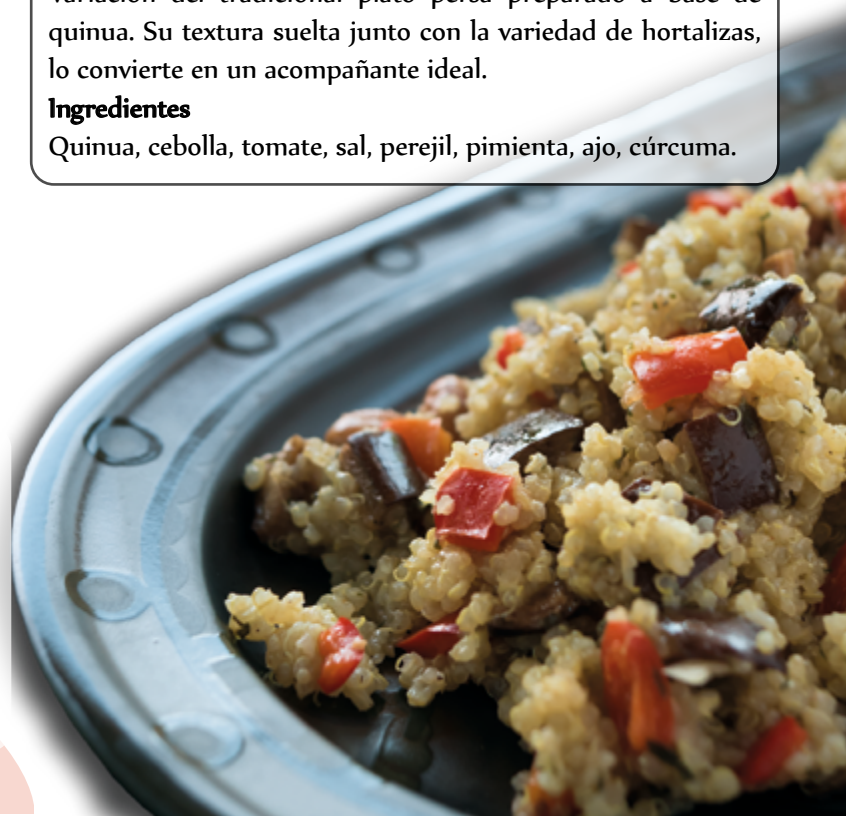 variación del tradicional plato persa preparado a base de
quinua. Su textura suelta junto con la variedad de hortalizas,
lo convierte en un acompañante ideal.
Ingredientes
Quinua, cebolla, tomate, sal, perejil, pimienta, ajo, cúrcuma.